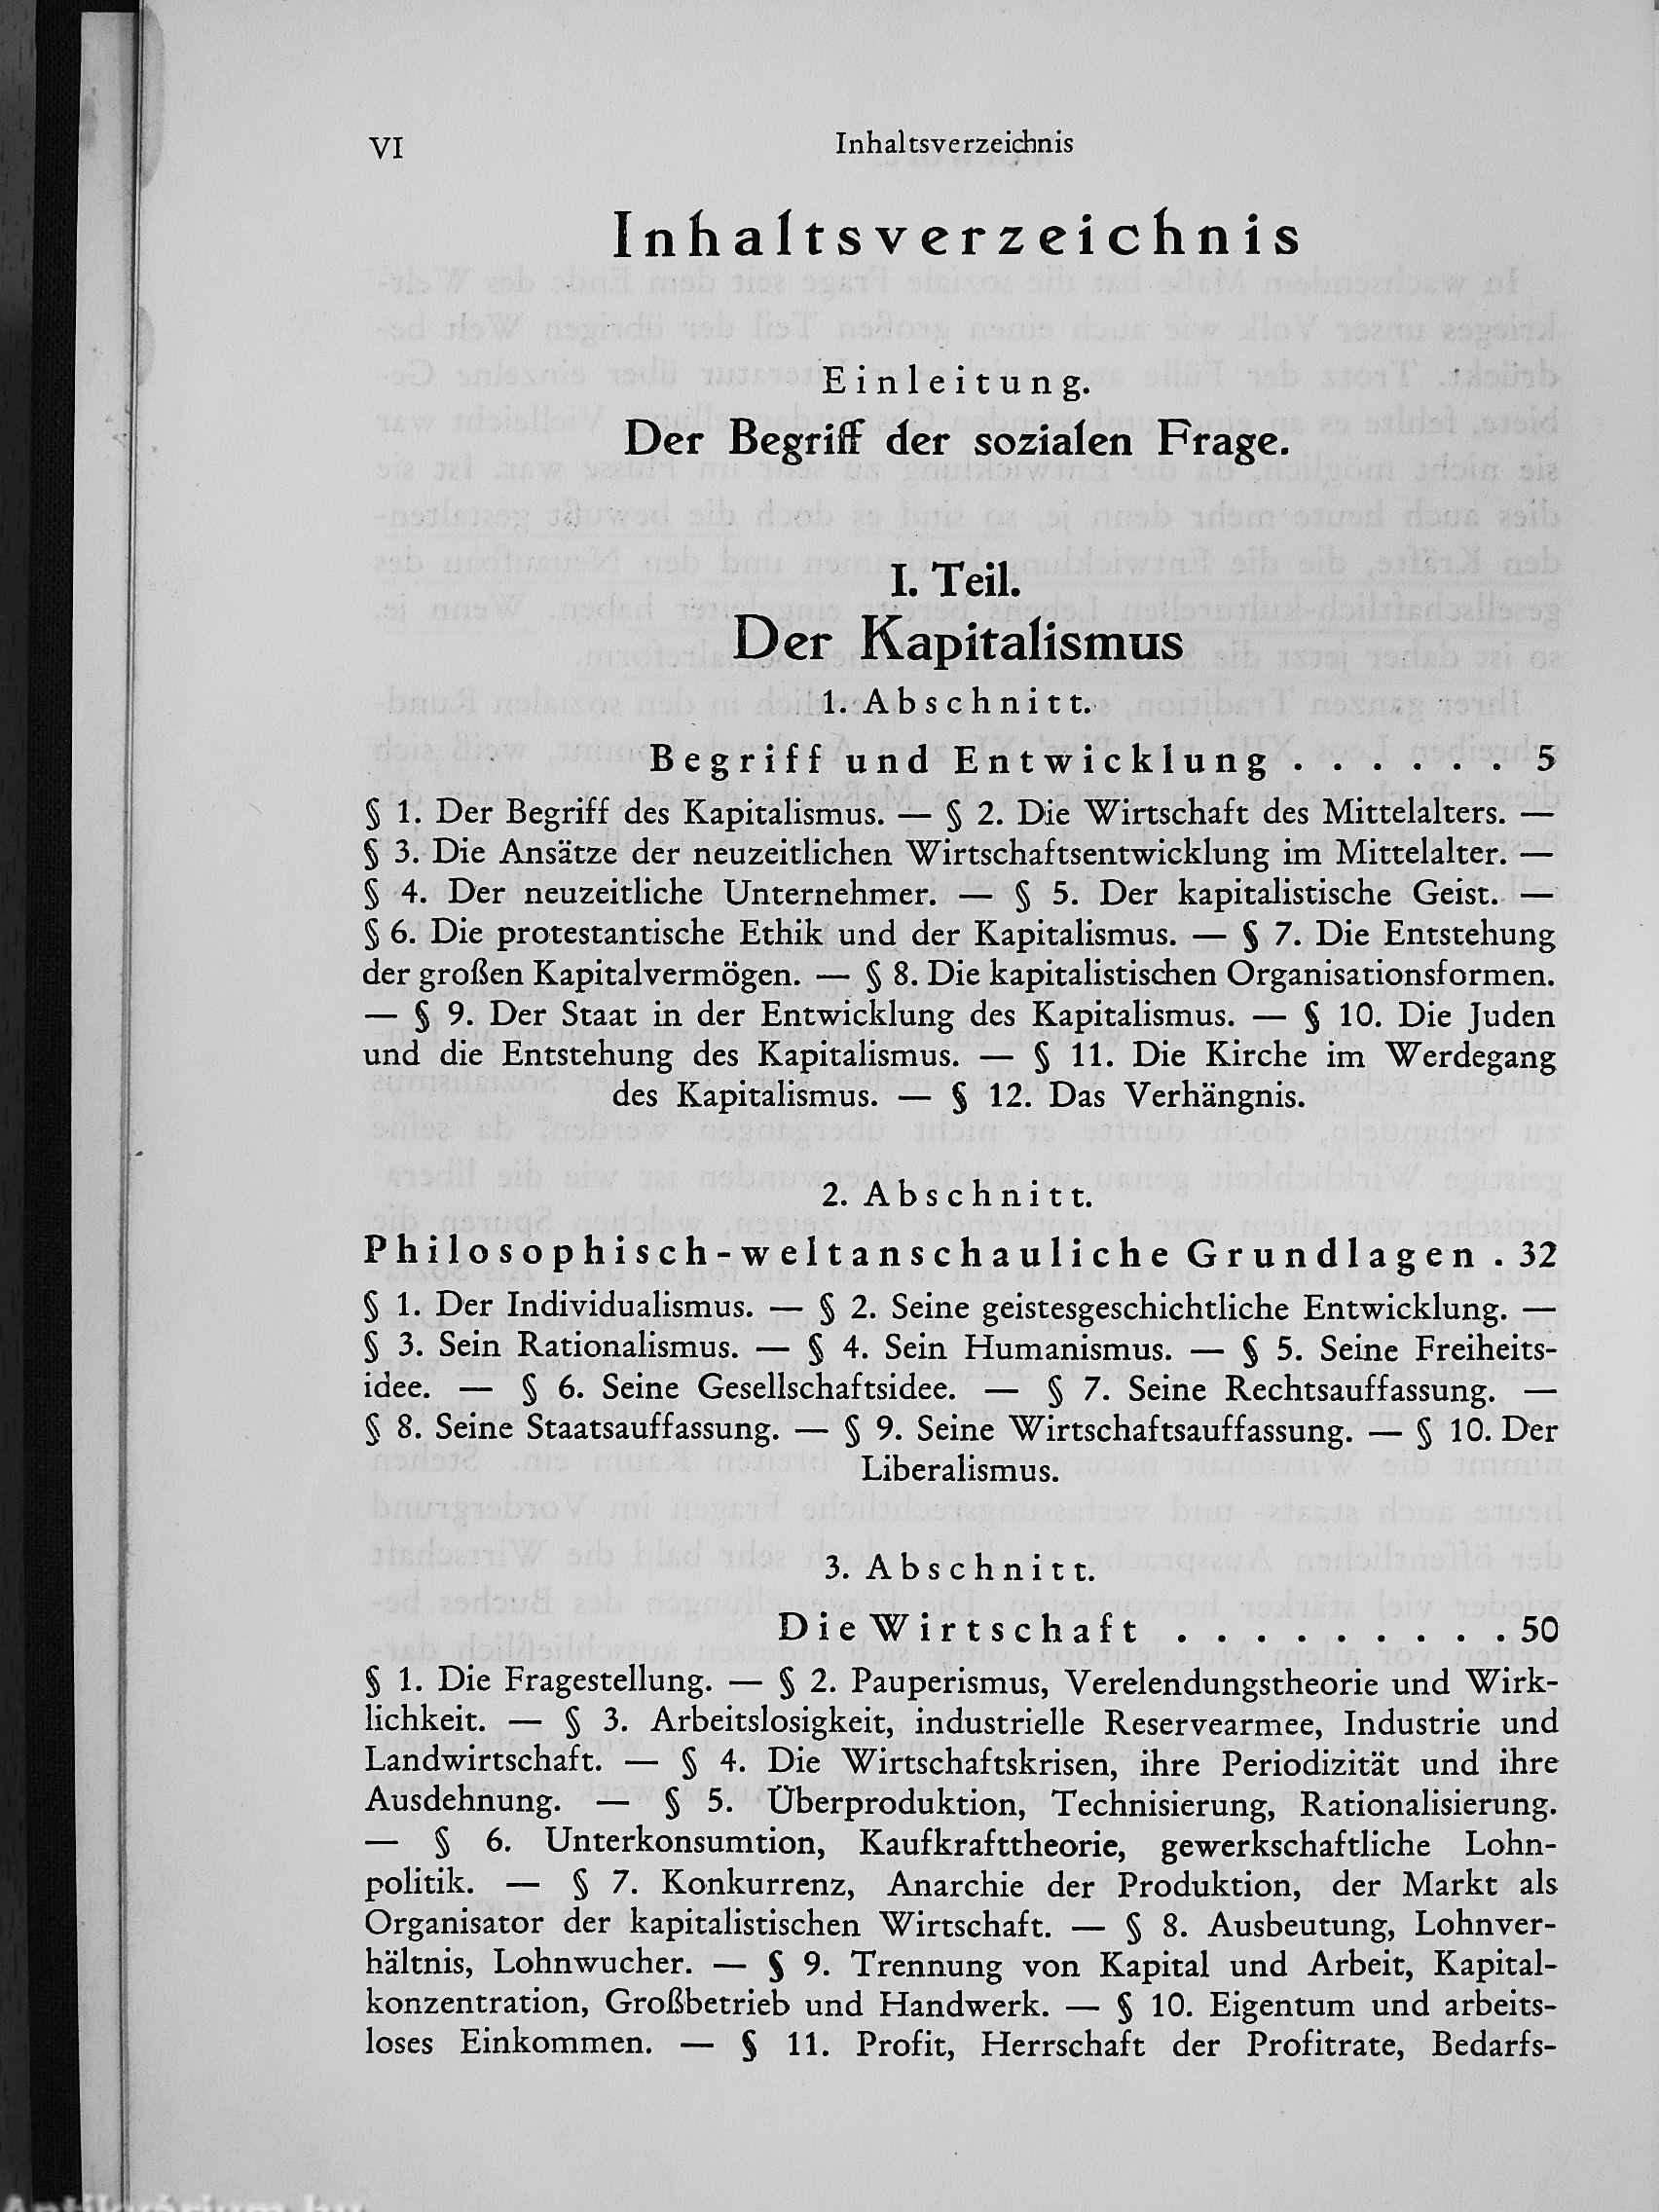 VI Inhaltsverzeichnis
Inhaltsverzeichnis
Einleitung.
Der Begriff der sozialen Frage.
I. Teil.
Der Kapitalismus
1. Abschnitt.
Begriff und Entwicklung . . . . . . 5
§ 1. Der Begriff des Kapitalismus. — § 2. Die Wirtschaft des Mittelalters. —
§ 3. Die Ansätze der neuzeitlichen Wirtschaftsentwicklung im Mittelalter. —
§ 4. Der neuzeitliche Unternehmer. — § 5. Der kapitalistische Geist. —
§ 6. Die protestantische Ethik und der Kapitalismus. — § 7. Die Entstehung
der großen Kapitalvermögen. — § 8. Die kapitalistischen Organisationsformen.
— § 9. Der Staat in der Entwicklung des Kapitalismus. — § 10. Die Juden
und die Entstehung des Kapitalismus. — § 11. Die Kirche im Werdegang
des Kapitalismus. — § 12. Das Verhängnis.
2. Abschnitt.
Philosophisch-weltanschauliche Grundlagen . 32
§ 1. Der Individualismus. — § 2. Seine geistesgeschichtliche Entwicklung. —
§ 3. Sein Rationalismus. — § 4. Sein Humanismus. — § 5. Seine Freiheits-
idee. — § 6. Seine Gesellschaftsidee. — § 7. Seine Rechtsauffassung. —
§ 8. Seine Staatsauffassung. — § 9. Seine Wirtschaftsauffassung. — § 10. Der
Liberalismus.
3. Abschnitt.
Die Wirtschaft . . . . . . . . . 50
§ 1. Die Fragestellung. — § 2. Pauperismus, Verelendungstheorie und Wirk-
lichkeit. — § 3. Arbeitslosigkeit, industrielle Reservearmee, Industrie und
Landwirtschaft. — § 4. Die Wirtschaftskrisen, ihre Periodizität und ihre
Ausdehnung. — § 5. Überproduktion, Technisierung, Rationalisierung.
— § 6. Unterkonsumtion, Kaufkrafttheorie, gewerkschaftliche Lohn-
politik. — § 7. Konkurrenz, Anarchie der Produktion, der Markt als
Organisator der kapitalistischen Wirtschaft. — § 8. Ausbeutung, Lohnver-
hältnis, Lohnwucher. — § 9. Trennung von Kapital und Arbeit, Kapital-
konzentration, Großbetrieb und Handwerk. — § 10. Eigentum und arbeits-
loses Einkommen. — § 11. Profit, Herrschaft der Profitrate, Bedarfs-